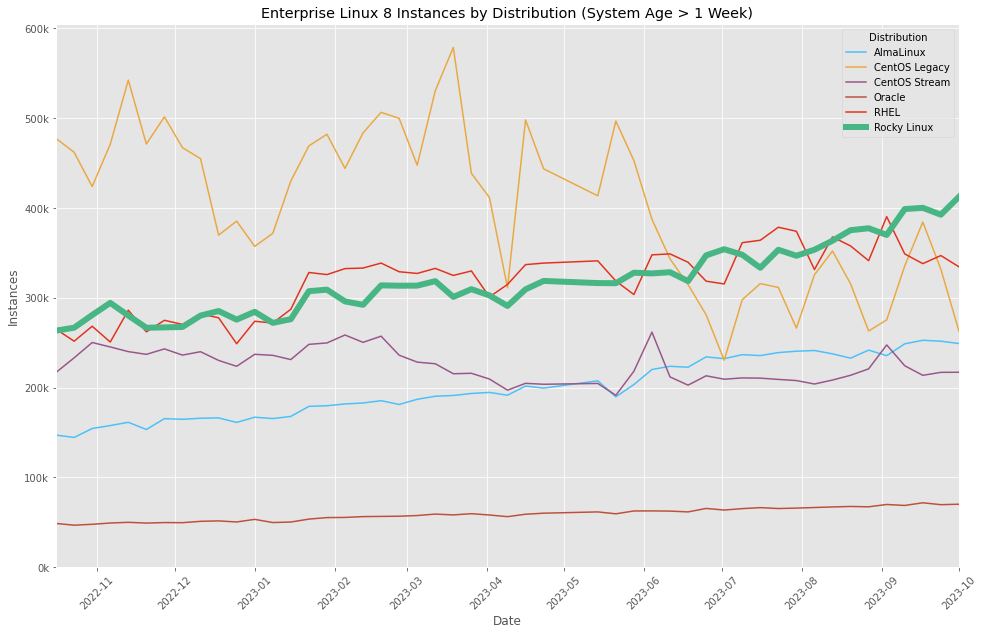 Enterprise Linux 8 Instances by Distribution (System Age > 1 Week)
600k
500k
400k
300k
200k
100k
0k
Instances
Distribution
AlmaLinux
CentOS Legacy
CentOS Stream
Oracle
RHEL
Rocky Linux
2022-11
2022-12
2023-01
2023-02
2023-03
2023-04
2023-05
2023-06
2023-07
2023-08
2023-09
2023-10
Date